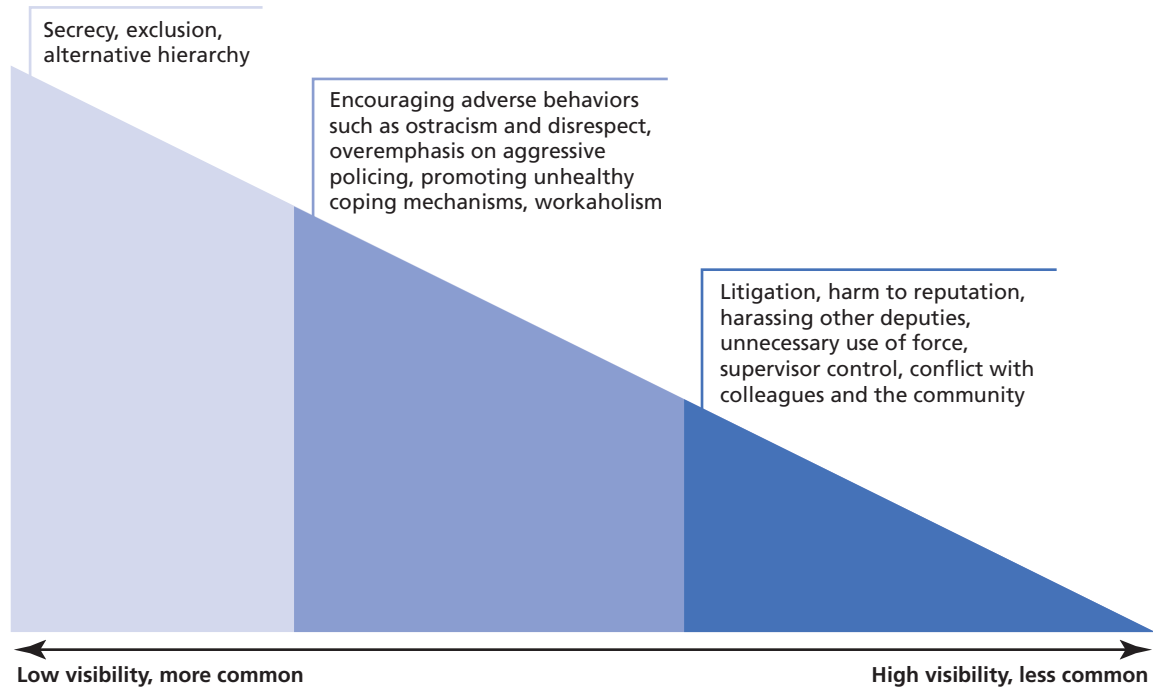 Secrecy, exclusion,
alternative hierarchy
Encouraging adverse behaviors
such as ostracism and disrespect,
overemphasis on aggressive
policing, promoting unhealthy
coping mechanisms, workaholism
Litigation, harm to reputation,
harassing other deputies,
unnecessary use of force,
supervisor control, conflict with
colleagues and the community
Low visibility, more common
High visibility, less common